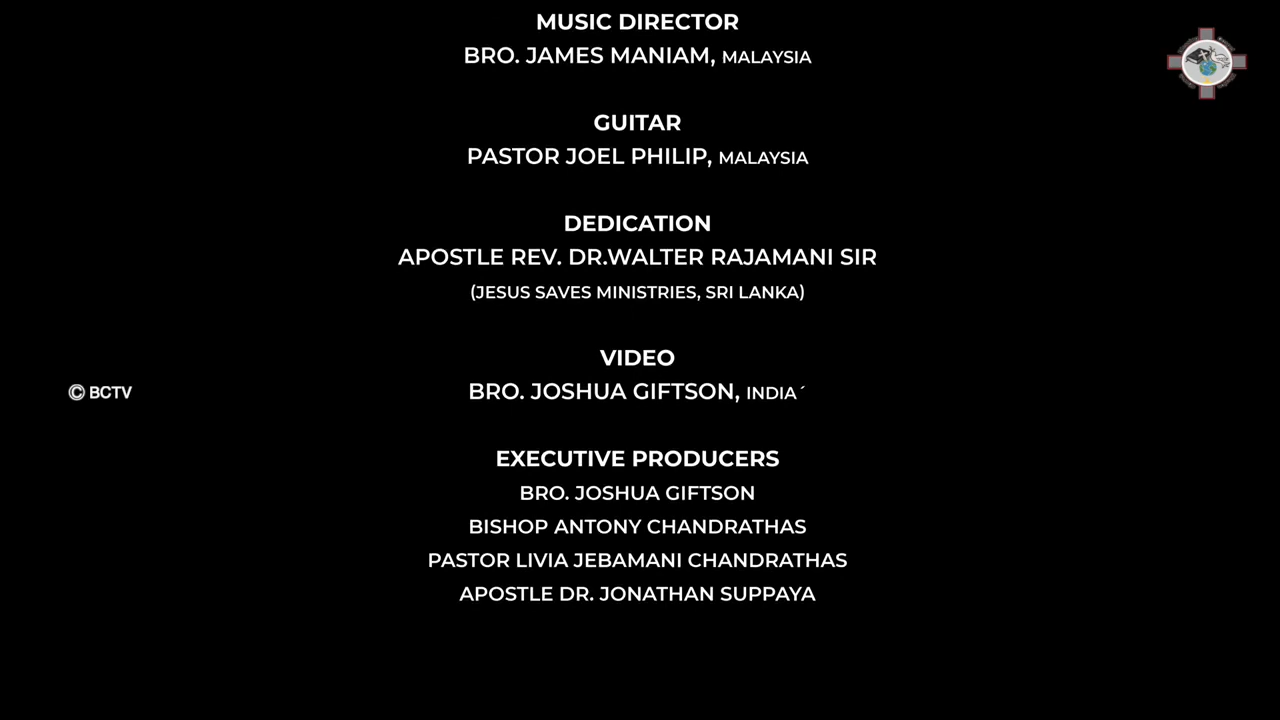 MUSIC DIRECTOR
BRO. JAMES MANIAM, MALAYSIA
GUITAR
PASTOR JOEL PHILIP, MALAYSIA
DEDICATION
APOSTLE REV. DR.WALTER RAJAMANI SIR
(JESUS SAVES MINISTRIES, SRI LANKA)
VIDEO
© BCTV
BRO. JOSHUA GIFTSON, INDIA´
EXECUTIVE PRODUCERS
BRO. JOSHUA GIFTSON
BISHOP ANTONY CHANDRATHAS
PASTOR LIVIA JEBAMANI CHANDRATHAS
APOSTLE DR. JONATHAN SUPPAYA